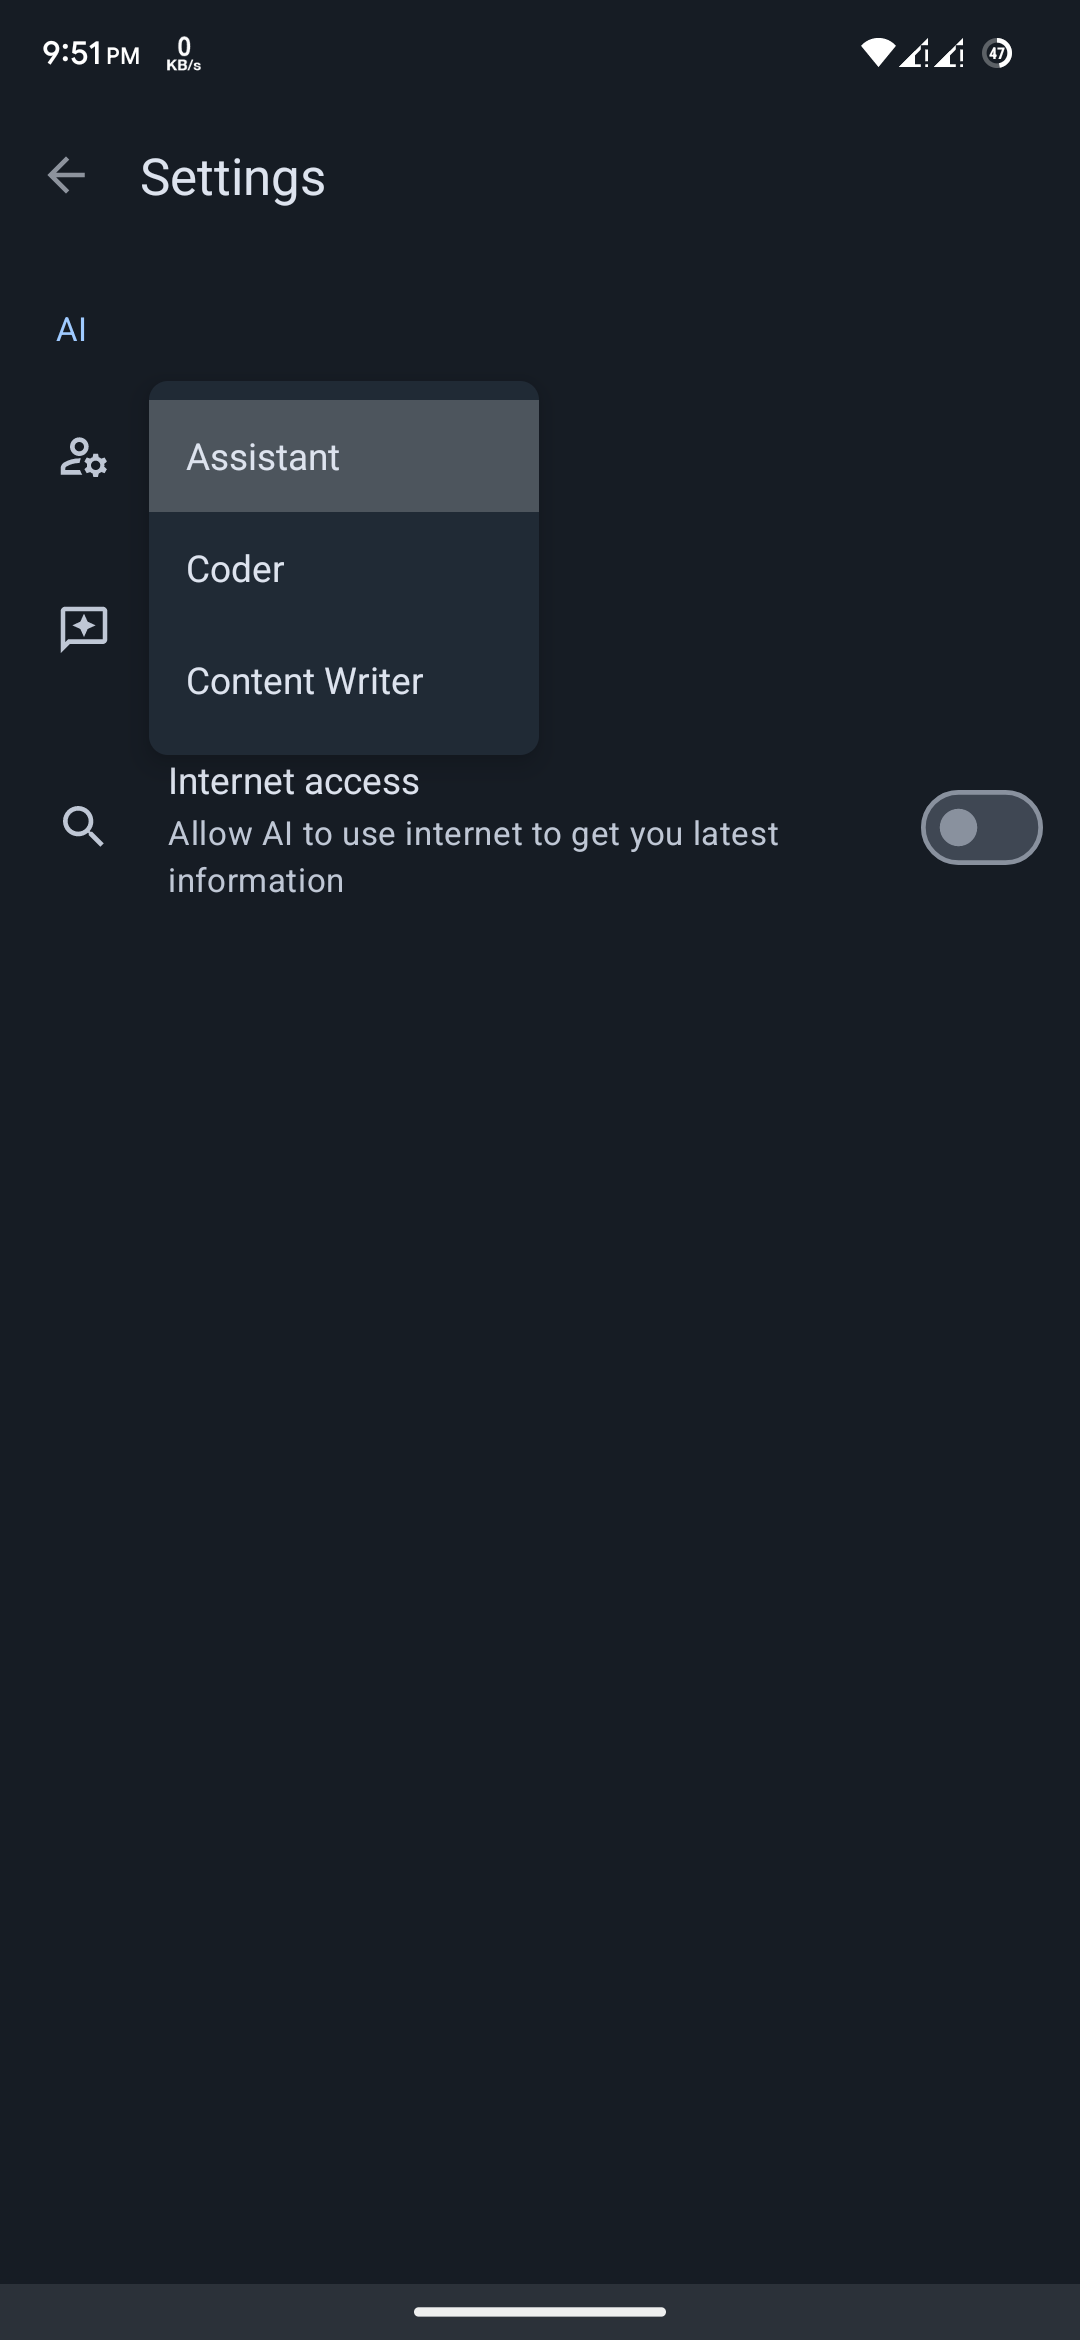 9:51 PM
0
KB/s
47
Settings
AI
Assistant
Coder
Content Writer
Internet access
Allow AI to use internet to get you latest
information